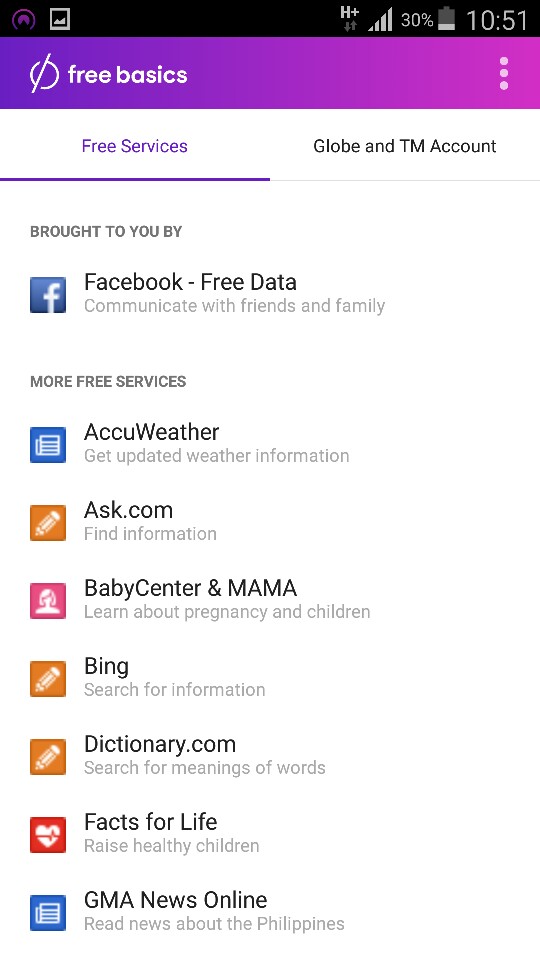 H+ 30% 10:51
free basics
Free Services Globe and TM Account
BROUGHT TO YOU BY
Facebook - Free Data
Communicate with friends and family
MORE FREE SERVICES
AccuWeather
Get updated weather information
Ask.com
Find information
BabyCenter & MAMA
Learn about pregnancy and children
Bing
Search for information
Dictionary.com
Search for meanings of words
Facts for Life
Raise healthy children
GMA News Online
Read news about the Philippines